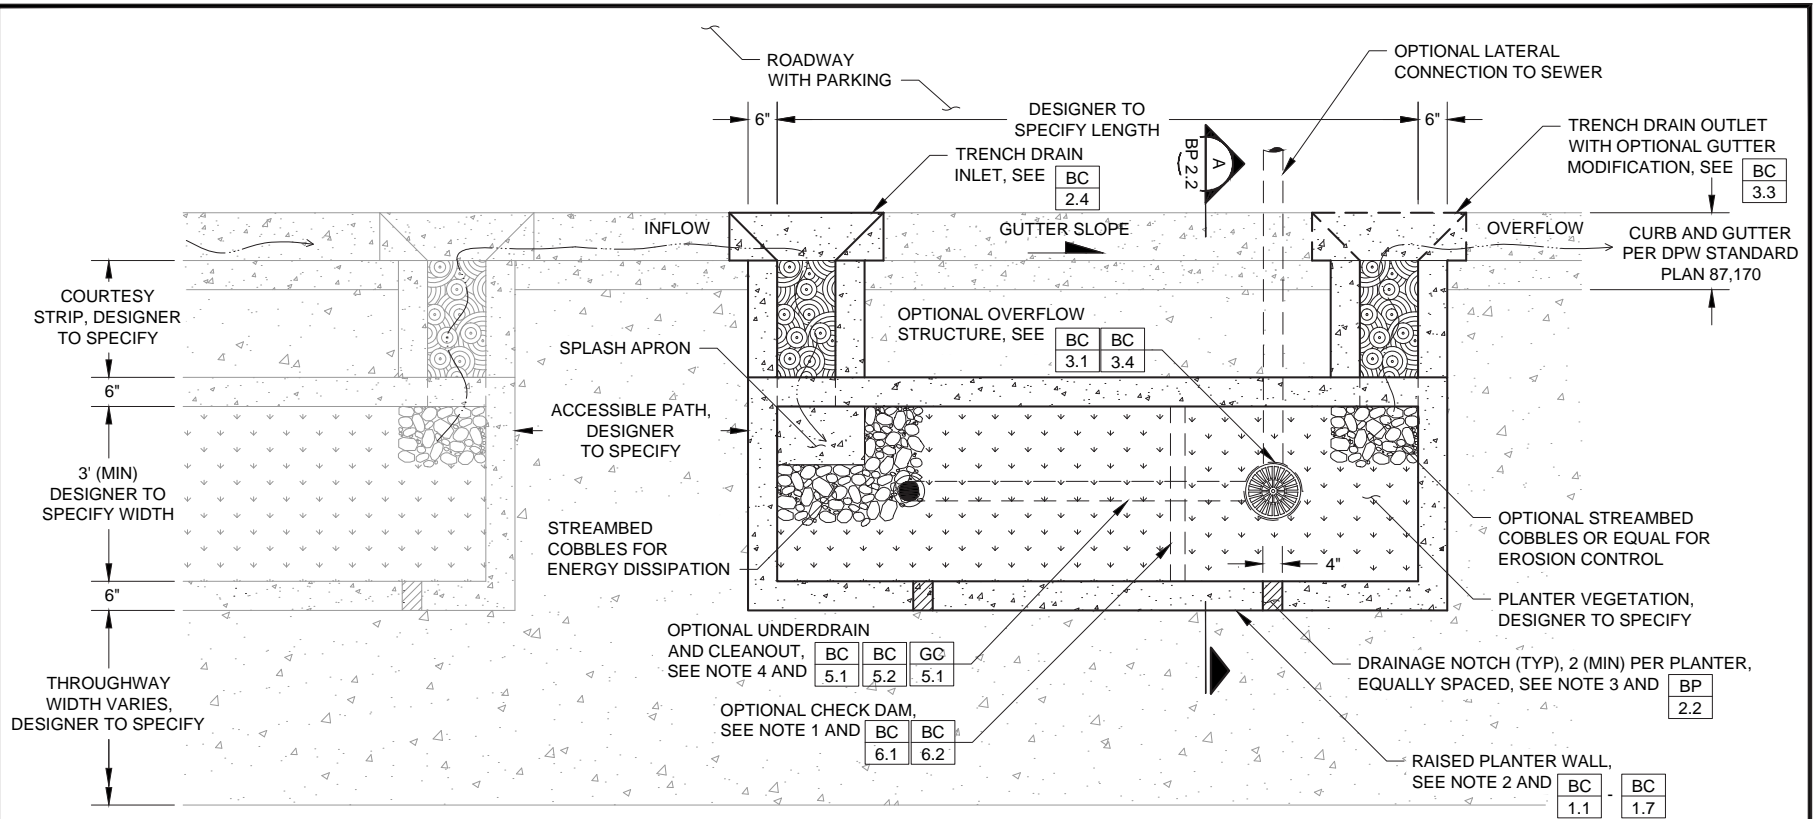 ROADWAY
WITH PARKING
OPTIONAL LATERAL
CONNECTION TO SEWER
6"
DESIGNER TO
SPECIFY LENGTH
6"
TRENCH DRAIN
INLET, SEE
BC
2.4
A
BP 2.2
TRENCH DRAIN OUTLET
WITH OPTIONAL GUTTER
MODIFICATION, SEE
BC
3.3
INFLOW
GUTTER SLOPE
OVERFLOW
CURB AND GUTTER
PER DPW STANDARD
PLAN 87,170
COURTESY
STRIP, DESIGNER
TO SPECIFY
OPTIONAL OVERFLOW
STRUCTURE, SEE
BC BC
3.1 3.4
SPLASH APRON
6"
ACCESSIBLE PATH,
DESIGNER
TO SPECIFY
3' (MIN)
DESIGNER TO
SPECIFY WIDTH
STREAMBED
COBBLES FOR
ENERGY DISSIPATION
OPTIONAL STREAMBED
COBBLES OR EQUAL FOR
EROSION CONTROL
4"
6"
PLANTER VEGETATION,
DESIGNER TO SPECIFY
OPTIONAL UNDERDRAIN
AND CLEANOUT,
SEE NOTE 4 AND
BC BC GC
5.1 5.2 5.1
DRAINAGE NOTCH (TYP), 2 (MIN) PER PLANTER,
EQUALLY SPACED, SEE NOTE 3 AND
BP
2.2
THROUGHWAY
WIDTH VARIES,
DESIGNER TO SPECIFY
OPTIONAL CHECK DAM,
SEE NOTE 1 AND
BC BC
6.1 6.2
RAISED PLANTER WALL,
SEE NOTE 2 AND
BC - BC
1.1 1.7